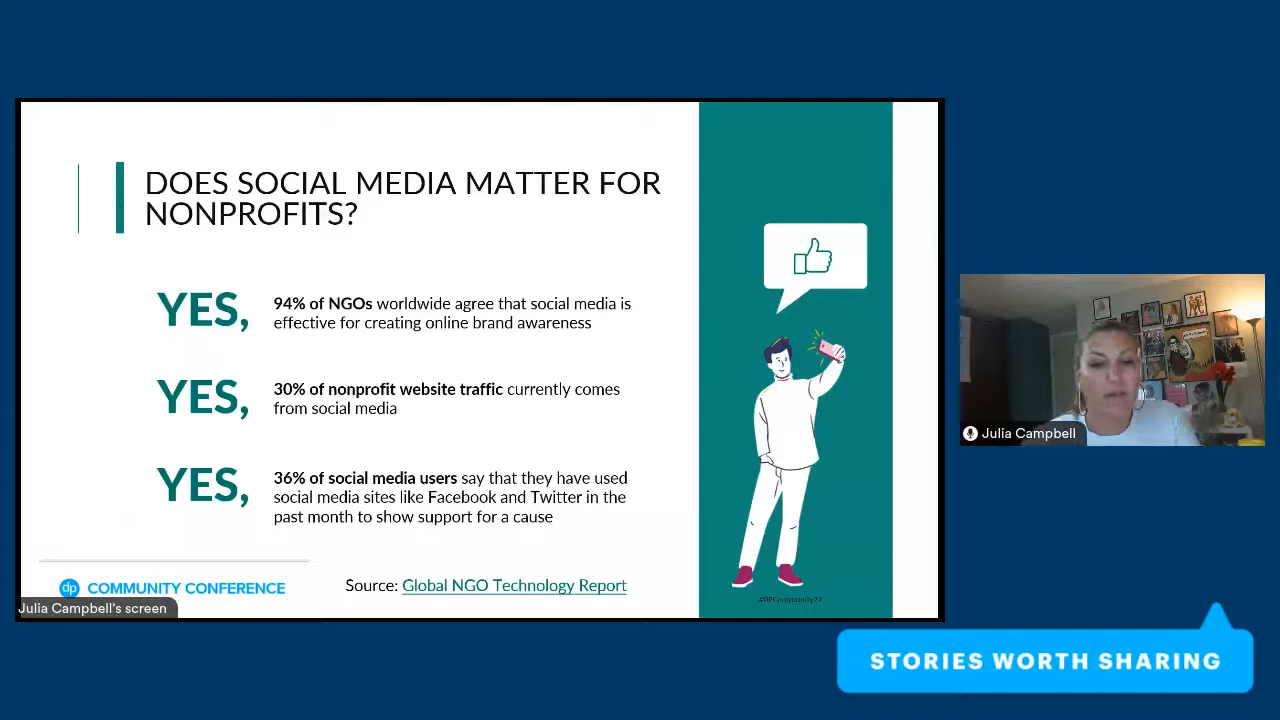 DOES SOCIAL MEDIA MATTER FOR
NONPROFITS?
YES,
94% of NGOs worldwide agree that social media is
effective for creating online brand awareness
YES,
30% of nonprofit website traffic currently comes
from social media
YES,
36% of social media users say that they have used
social media sites like Facebook and Twitter in the
past month to show support for a cause
dp COMMUNITY CONFERENCE
Source: Global NGO Technology Report
#DPCommunity22
Julia Campbell's screen
Julia Campbell
STORIES WORTH SHARING